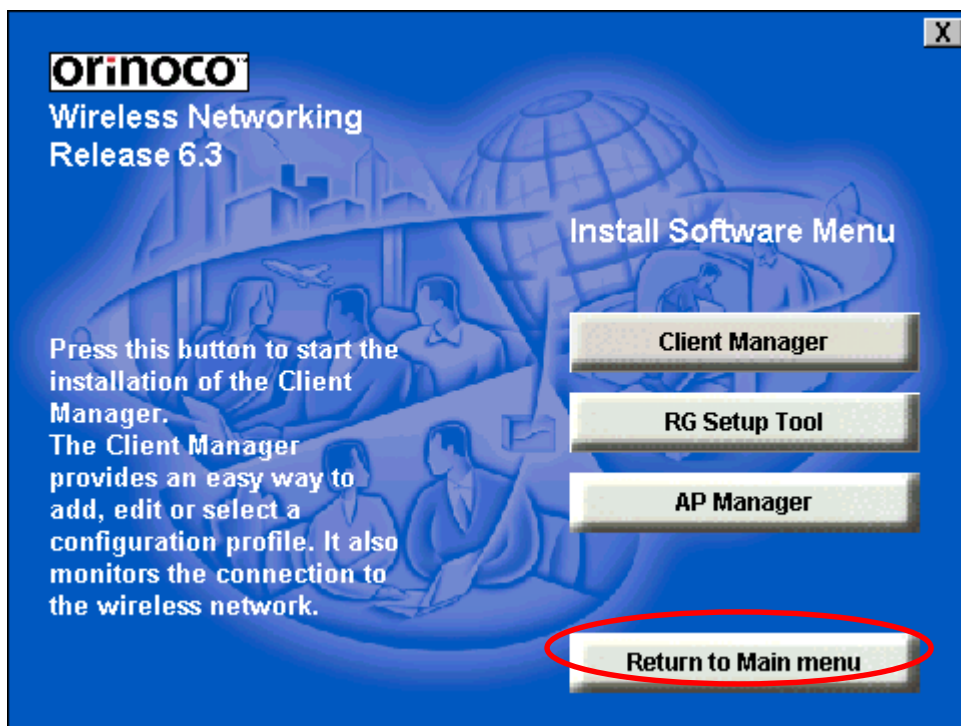 X
orinoco™
Wireless Networking
Release 6.3
Install Software Menu
Press this button to start the
installation of the Client
Manager.
The Client Manager
provides an easy way to
add, edit or select a
configuration profile. It also
monitors the connection to
the wireless network.
Client Manager
RG Setup Tool
AP Manager
Return to Main menu